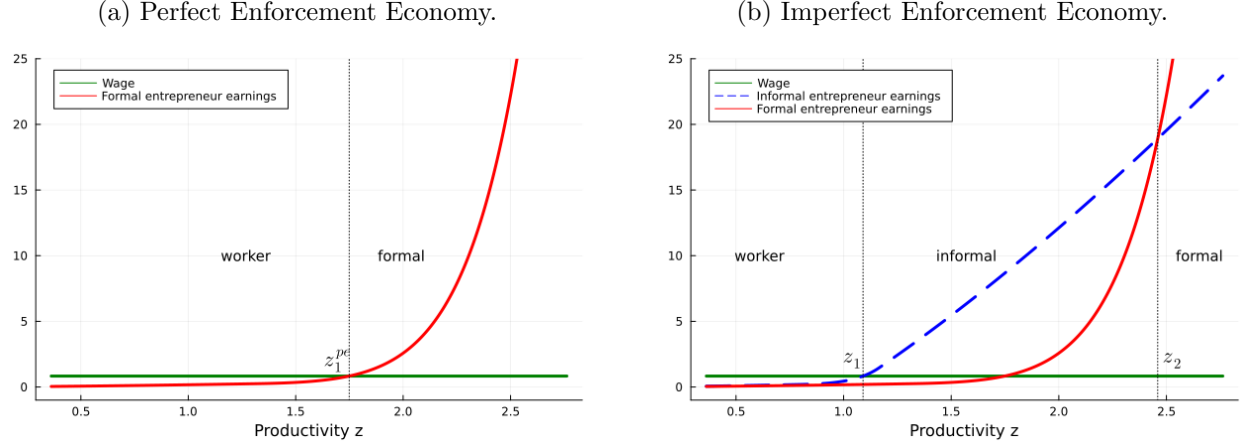 (a) Perfect Enforcement Economy.
25
20
15
10
5
0
Wage
Formal entrepreneur earnings
worker
formal
z_1^{pe}
0.5
1.0
1.5
2.0
2.5
Productivity z
(b) Imperfect Enforcement Economy.
25
20
15
10
5
0
Wage
Informal entrepreneur earnings
Formal entrepreneur earnings
worker
informal
formal
z_1
z_2
0.5
1.0
1.5
2.0
2.5
Productivity z